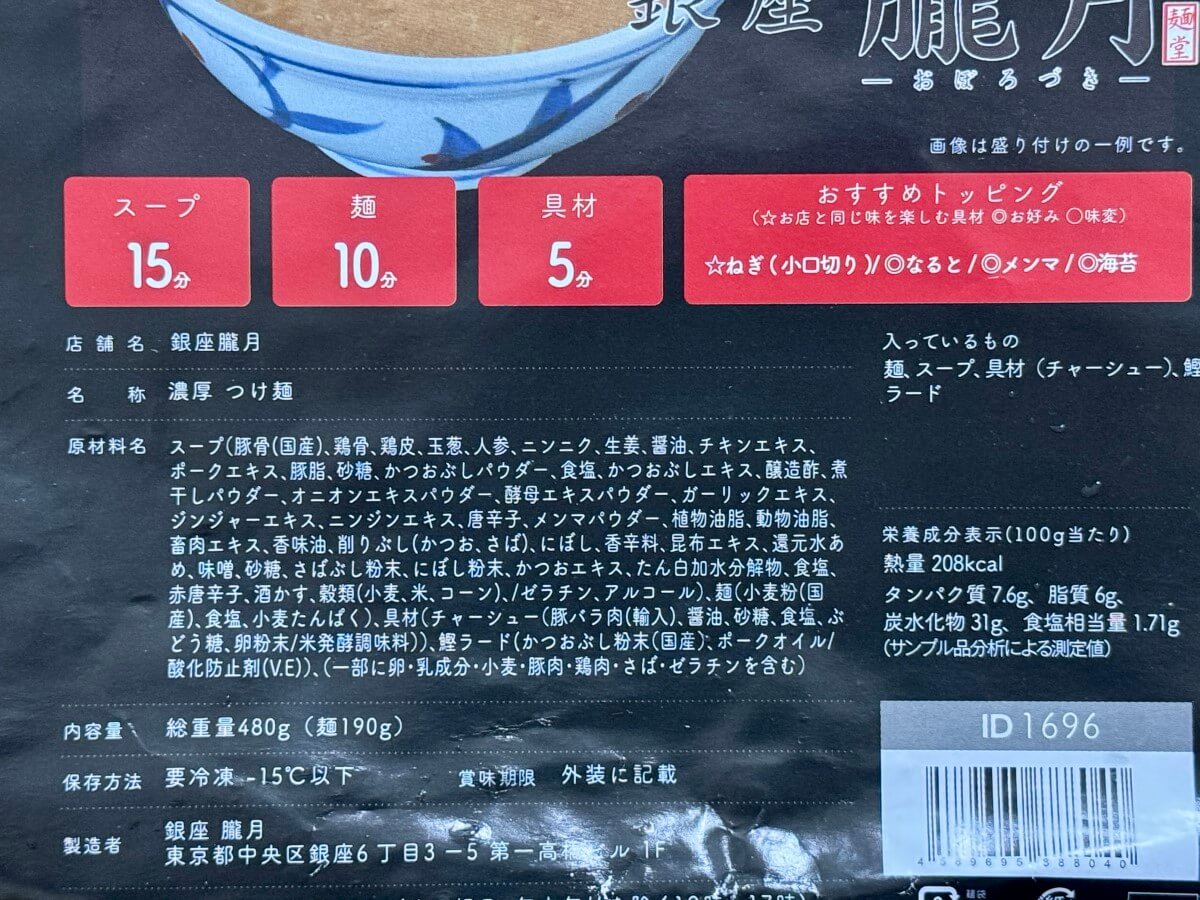 銀座 朧月 麺堂
おぼろづき
画像は盛り付けの一例です。
スープ
15分
麺
10分
具材
5分
おすすめトッピング
（☆お店と同じ味を楽しむ具材 ◎お好み 〇味変）
☆ねぎ(小口切り)/◎なると/◎メンマ/◎海苔
店舗名 銀座朧月
名称 濃厚 つけ麺
原材料名 スープ(豚骨(国産)、鶏骨、鶏皮、玉葱、人参、ニンニク、生姜、醤油、チキンエキス、
ポークエキス、豚脂、砂糖、かつおぶしパウダー、食塩、かつおぶしエキス、醸造酢、煮
干しパウダー、オニオンエキスパウダー、酵母エキスパウダー、ガーリックエキス、
ジンジャーエキス、ニンジンエキス、唐辛子、メンマパウダー、植物油脂、動物油脂、
畜肉エキス、香味油、削りぶし(かつお、さば)、にぼし、香辛料、昆布エキス、還元水あ
め、味噌、砂糖、さばぶし粉末、にぼし粉末、かつおエキス、たん白加水分解物、食塩、
赤唐辛子、酒かす、穀類(小麦、米、コーン)、/ゼラチン、アルコール)、麺(小麦粉(国
産)、食塩、小麦たんぱく)、具材(チャーシュー(豚バラ肉(輸入)、醤油、砂糖、食塩、ぶ
どう糖、卵粉末/米発酵調味料))、鰹ラード(かつおぶし粉末(国産)、ポークオイル/
酸化防止剤(V.E))、(一部に卵・乳成分・小麦・豚肉・鶏肉・さば・ゼラチンを含む)
内容量 総重量480g（麺190g）
保存方法 要冷凍 -15℃以下 賞味期限 外装に記載
製造者 銀座 朧月
東京都中央区銀座6丁目3－5 第一高橋ビル 1F
入っているもの
麺、スープ、具材（チャーシュー）、鰹
ラード
栄養成分表示(100g当たり)
熱量 208kcal
タンパク質 7.6g、脂質 6g、
炭水化物 31g、食塩相当量 1.71g
(サンプル品分析による測定値)
ID 1696
4 589695 388040